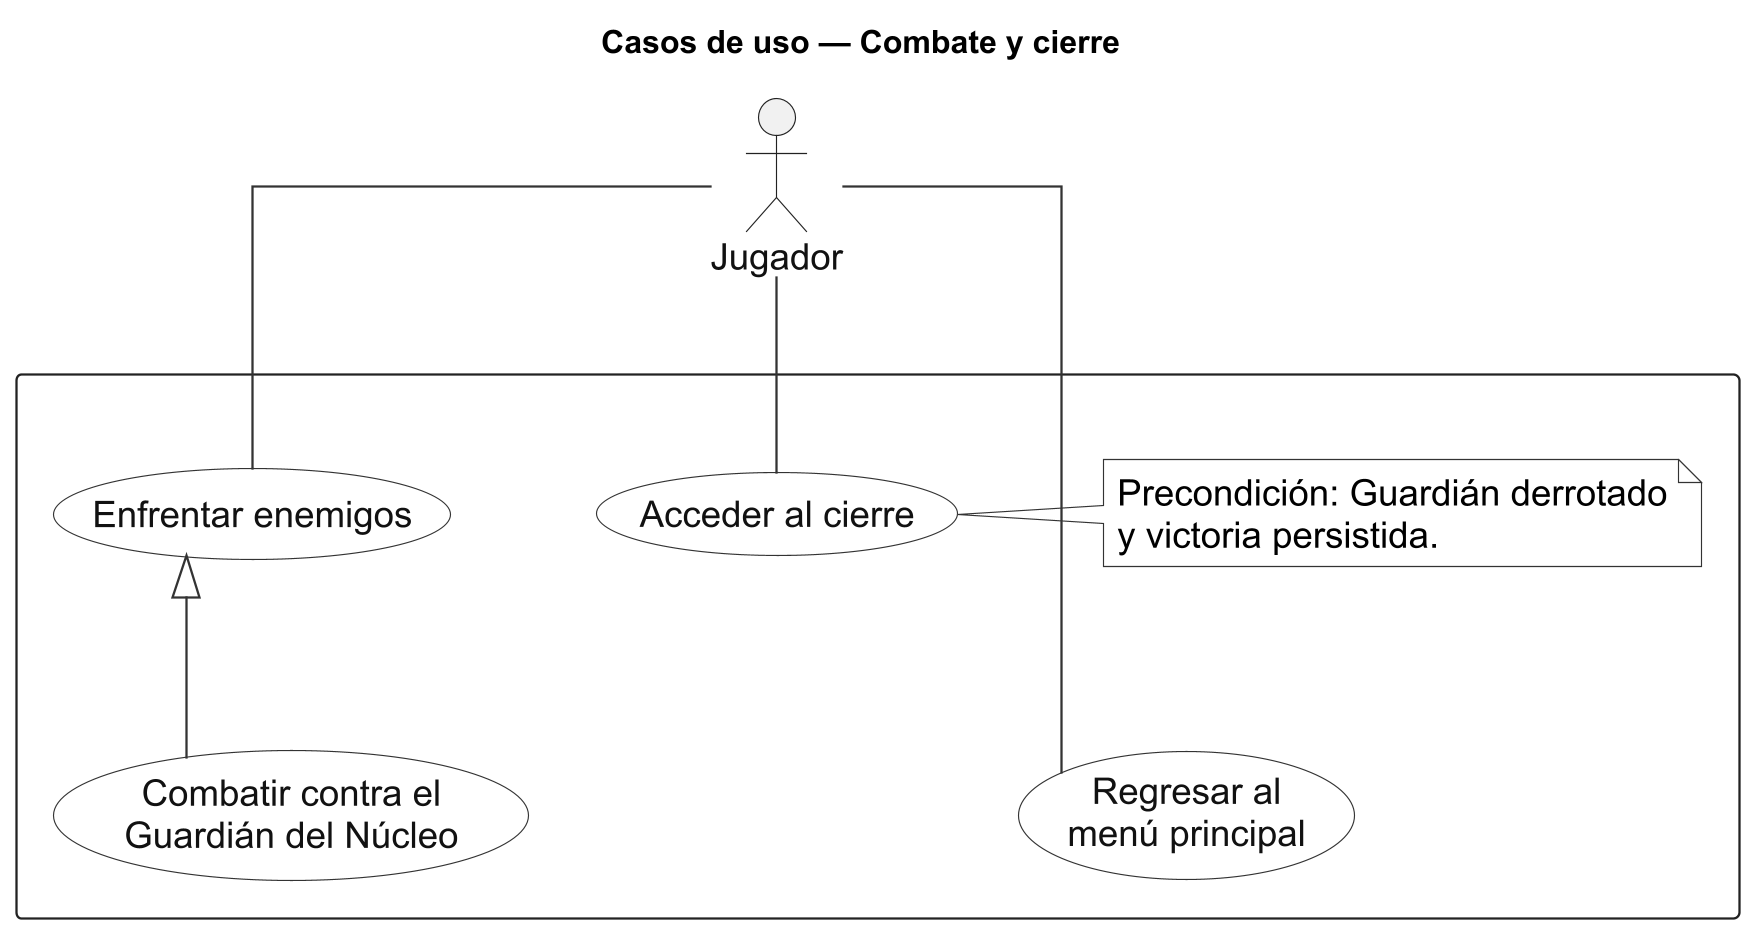 Casos de uso — Combate y cierre
Jugador
Enfrentar enemigos
Acceder al cierre
Precondición: Guardián derrotado
y victoria persistida.
Combatir contra el
Guardián del Núcleo
Regresar al
menú principal